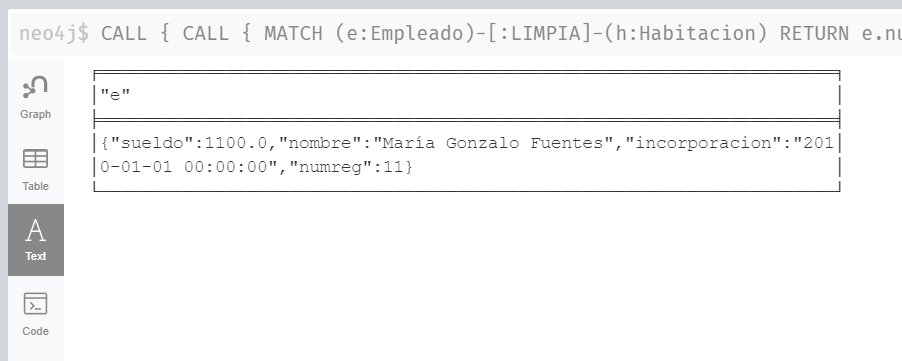 neo4j$ CALL { CALL { MATCH (e:Empleado)-[:LIMPIA]-(h:Habitacion) RETURN e.nu
Graph
Table
Text
Code
"e"
{"sueldo":1100.0,"nombre":"María Gonzalo Fuentes","incorporacion":"201
0-01-01 00:00:00","numreg":11}